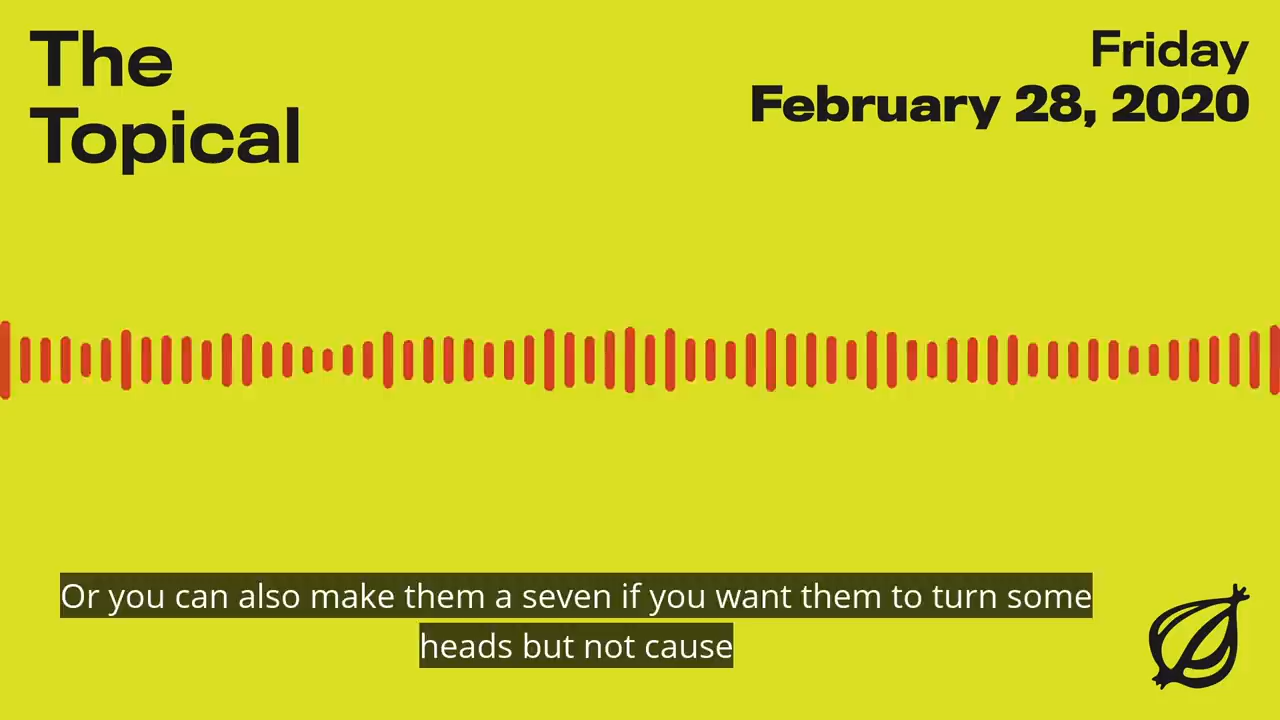 The
Topical
Friday
February 28, 2020
Or you can also make them a seven if you want them to turn some
heads but not cause